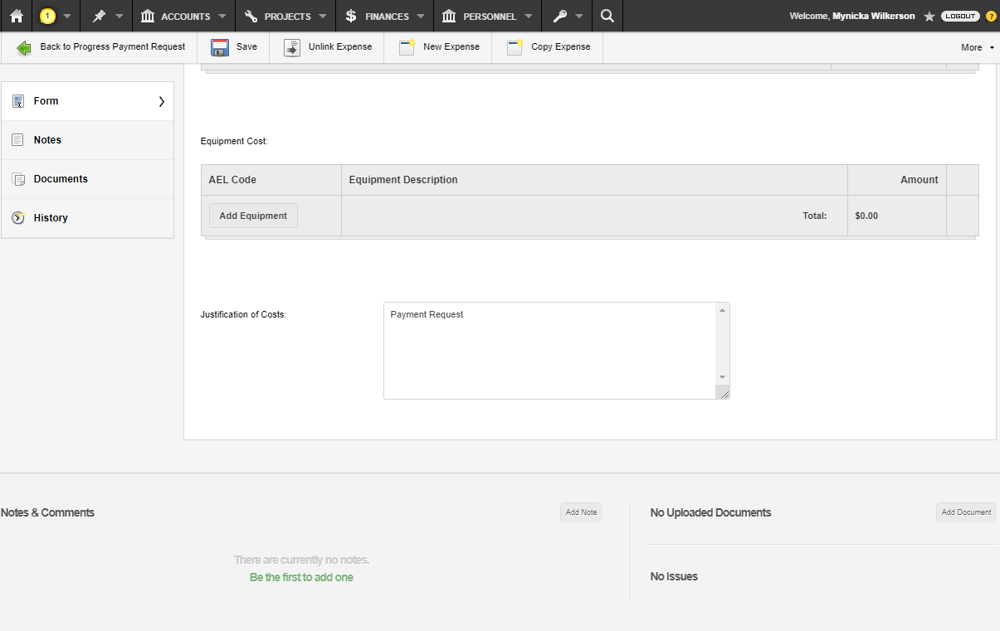 1 ACCOUNTS PROJECTS $ FINANCES PERSONNEL Welcome, Mynicka Wilkerson LOGOUT ?
Back to Progress Payment Request Save Unlink Expense New Expense Copy Expense More
Form
Notes
Documents
History
Equipment Cost:
AEL Code Equipment Description Amount
Add Equipment Total: $0.00
Justification of Costs: Payment Request
Notes & Comments Add Note
There are currently no notes.
Be the first to add one
No Uploaded Documents Add Document
No Issues